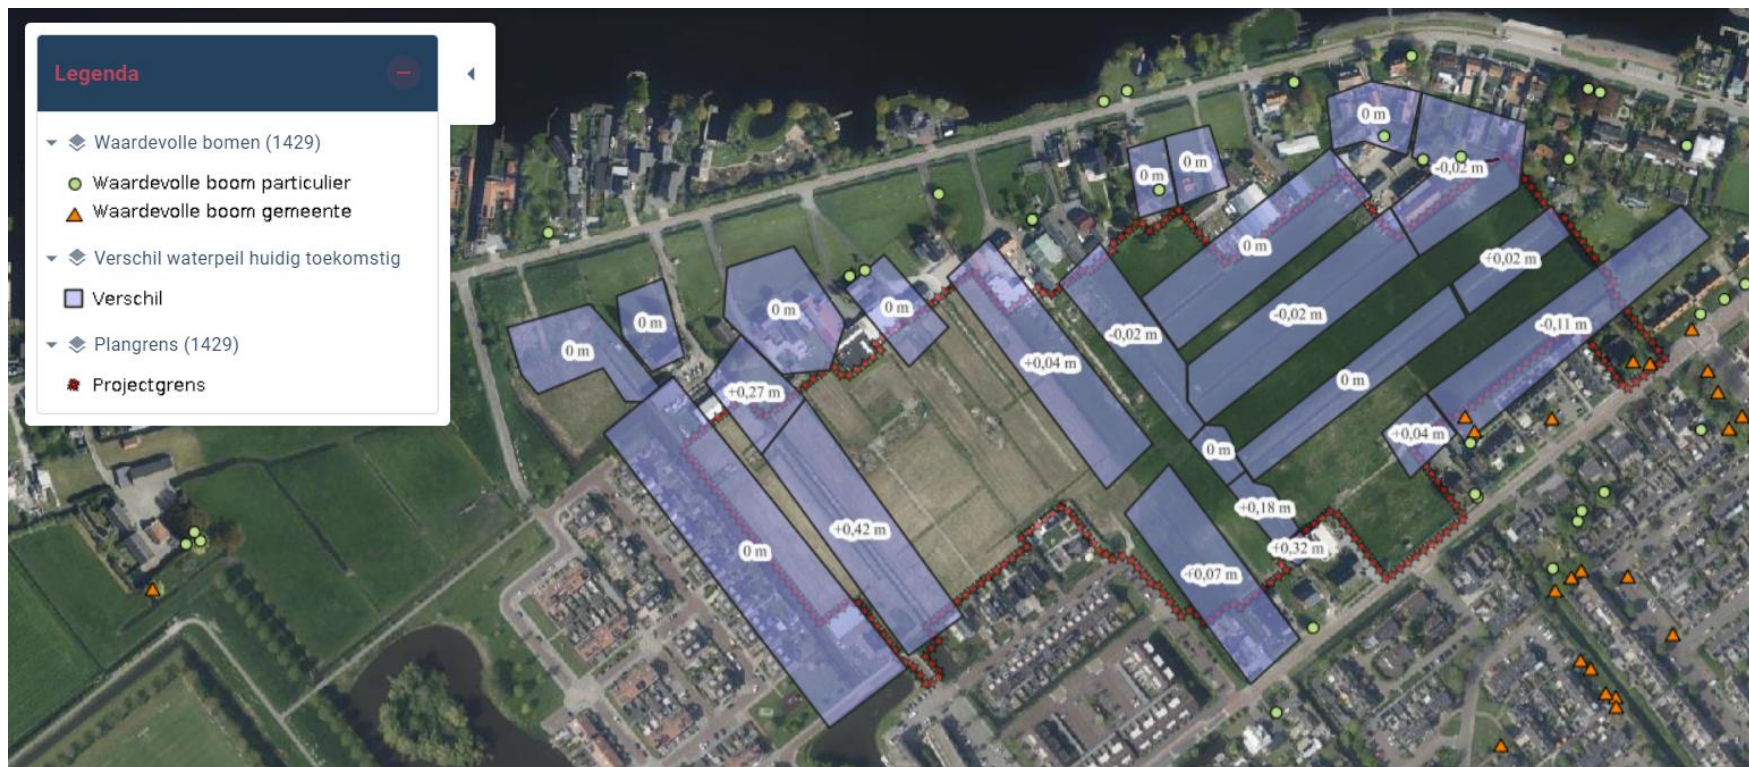 Legenda
Waardevolle bomen (1429)
Waardevolle boom particulier
Waardevolle boom gemeente
Verschil waterpeil huidig toekomstig
Verschil
Plangrens (1429)
Projectgrens
0 m
-0,02 m
0 m
0 m
0 m
+0,02 m
0 m
0 m
0 m
-0,02 m
-0,11 m
-0,02 m
0 m
+0,04 m
0 m
+0,27 m
+0,04 m
0 m
+0,18 m
+0,42 m
0 m
+0,32 m
+0,07 m